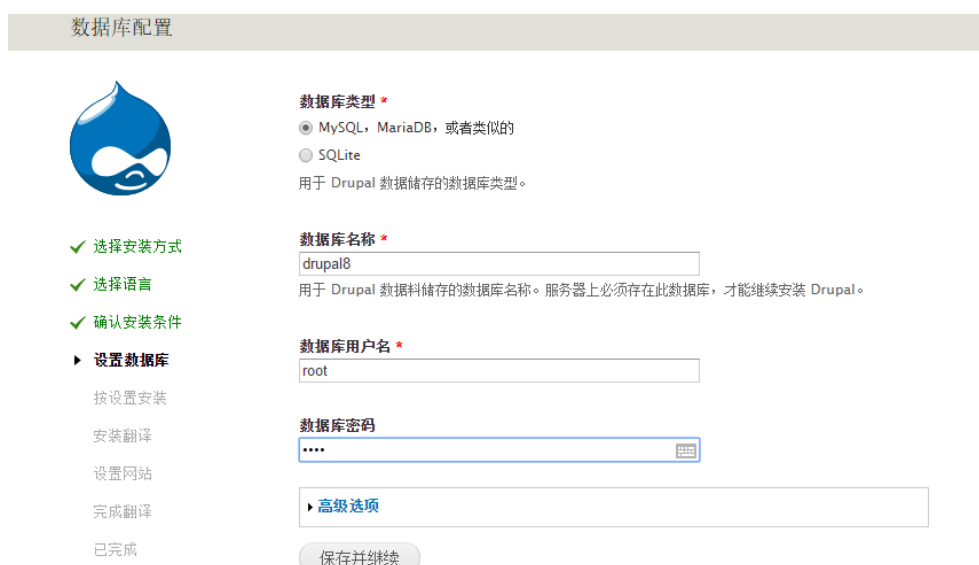 数据库配置
数据库类型 *
MySQL，MariaDB，或者类似的
SQLite
用于 Drupal 数据储存的数据库类型。
数据库名称 *
drupal8
用于 Drupal 数据料储存的数据库名称。服务器上必须存在此数据库，才能继续安装 Drupal。
数据库用户名 *
root
数据库密码
••••
高级选项
保存并继续
选择安装方式
选择语言
确认安装条件
设置数据库
按设置安装
安装翻译
设置网站
完成翻译
已完成